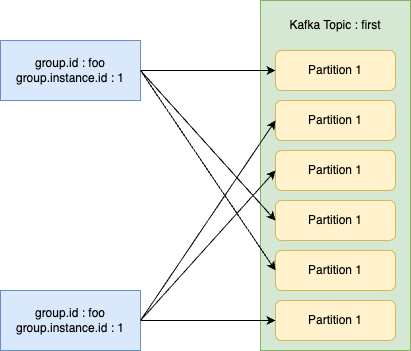 Kafka Topic : first
group.id : foo
group.instance.id : 1
Partition 1
Partition 1
Partition 1
Partition 1
Partition 1
group.id : foo
group.instance.id : 1
Partition 1